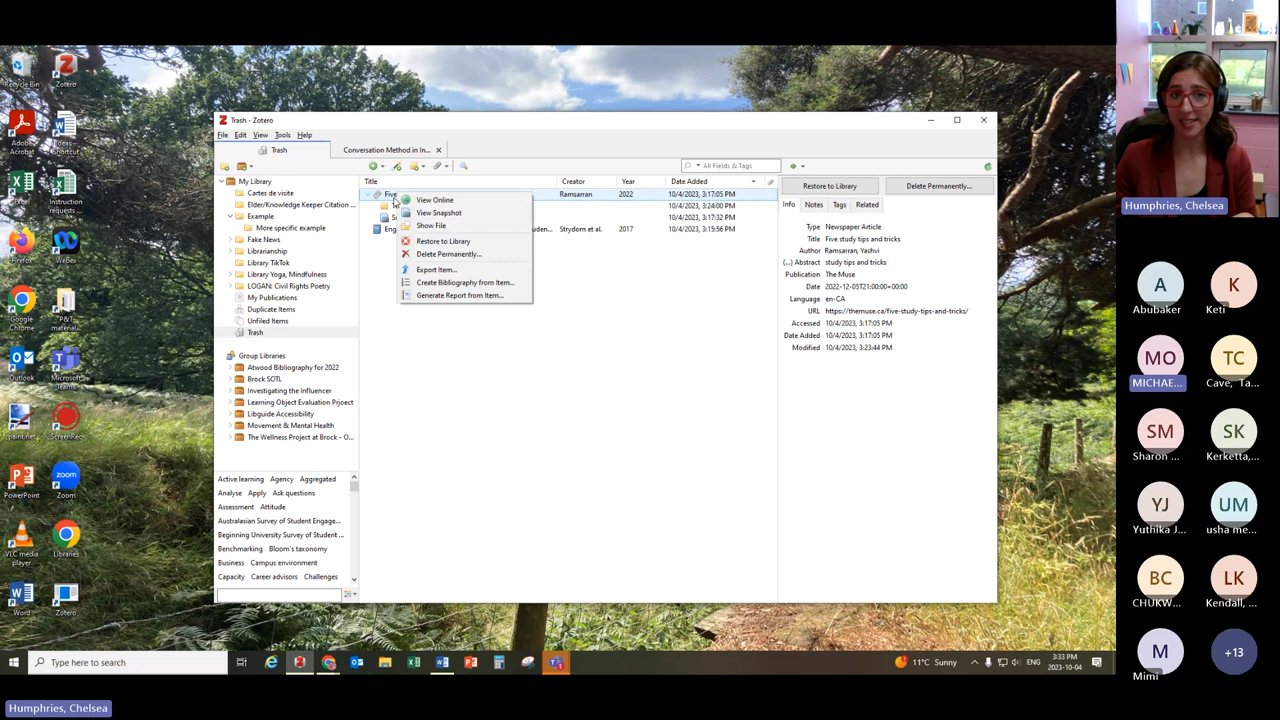 Trash - Zotero
File Edit View Tools Help
Trash
Conversation Method in In...
All Fields & Tags
My Library
Cartes de visite
Elder/Knowledge Keeper Citation ...
Example
More specific example
Fake News
Librarianship
Library TikTok
Library Yoga, Mindfulness
LOGAN: Civil Rights Poetry
My Publications
Duplicate Items
Unfiled Items
Trash
Group Libraries
Atwood Bibliography for 2022
Brock SOTL
Investigating the Influencer
Learning Object Evaluation Prjoect
Libguide Accessibility
Movement & Mental Health
The Wellness Project at Brock - O...
Active learning Agency Aggregated
Analyse Apply Ask questions
Assessment Attitude
Australasian Survey of Student Engage...
Beginning University Survey of Student ...
Benchmarking Bloom's taxonomy
Business Campus environment
Capacity Career advisors Challenges
Title Creator Year Date Added
Five Ramsarran 2022 10/4/2023, 3:17:05 PM
10/4/2023, 3:24:00 PM
10/4/2023, 3:17:32 PM
Eng Strydom et al. 2017 10/4/2023, 3:15:56 PM
View Online
View Snapshot
Show File
Restore to Library
Delete Permanently...
Export Item...
Create Bibliography from Item...
Generate Report from Item...
Restore to Library Delete Permanently...
Info Notes Tags Related
Type Newspaper Article
Title Five study tips and tricks
Author Ramsarran, Yashvi
(...) Abstract study tips and tricks
Publication The Muse
Date 2022-12-05T21:00:00+00:00
Language en-CA
URL https://themuse.ca/five-study-tips-and-tricks/
Accessed 10/4/2023, 3:17:05 PM
Date Added 10/4/2023, 3:17:05 PM
Modified 10/4/2023, 3:23:44 PM
Recycle Bin
Zotero
Adobe Acrobat
Ideas - Shortcut
Excel
Instruction requests ...
Firefox
WebEx
Google Chrome
P&T material...
Outlook
Microsoft Teams
paint.net
ScreenRec
PowerPoint
Zoom
VLC media player
Libraries
Word
Zotero
Type here to search
11°C Sunny
ENG
3:33 PM
2023-10-04
Humphries, Chelsea
Humphries, Chelsea
A
Abubaker
K
Keti
MO
MICHAE...
TC
Cave, Ta...
SM
Sharon ...
SK
Kerketta,...
YJ
Yuthika J...
UM
usha me...
BC
CHUKW...
LK
Kendall, ...
M
Mimi
+13